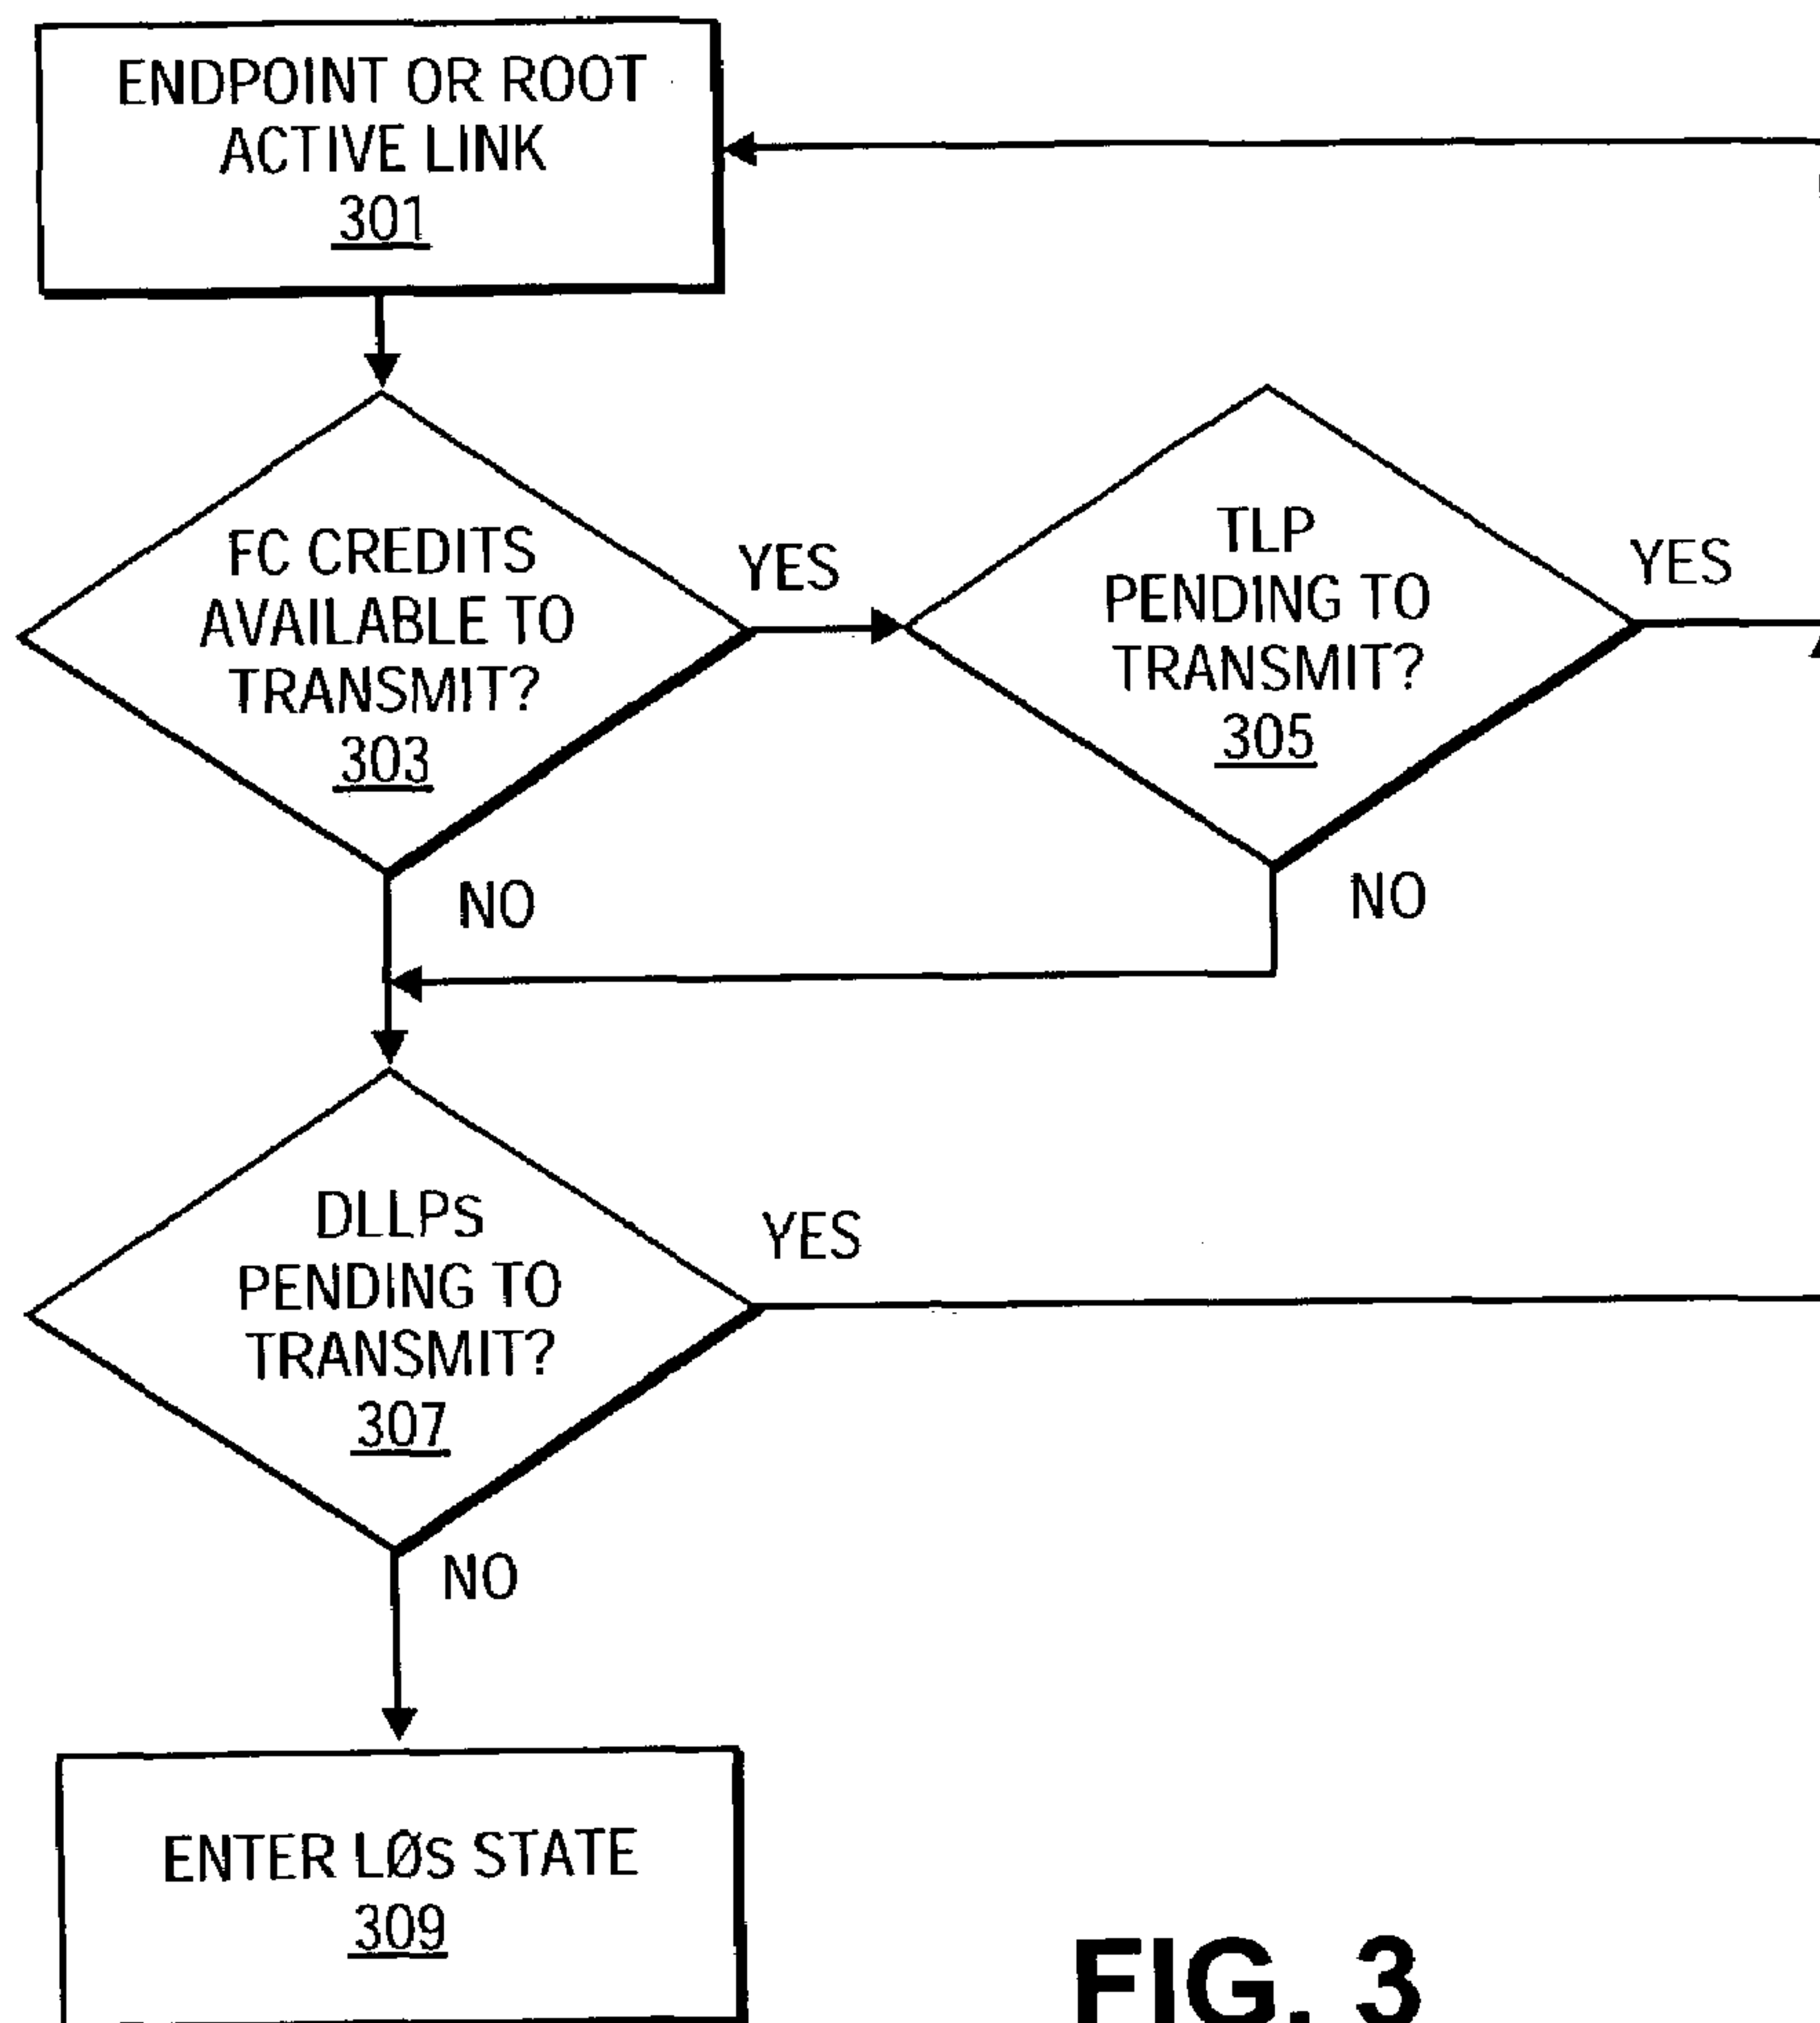 ENDPOINT OR ROOT
ACTIVE LINK
301
FC CREDITS
AVAILABLE TO
TRANSMIT?
303
YES
TLP
PENDING TO
TRANSMIT?
305
YES
NO
NO
DLLPS
PENDING TO
TRANSMIT?
307
YES
NO
ENTER LØs STATE
309
FIG. 3